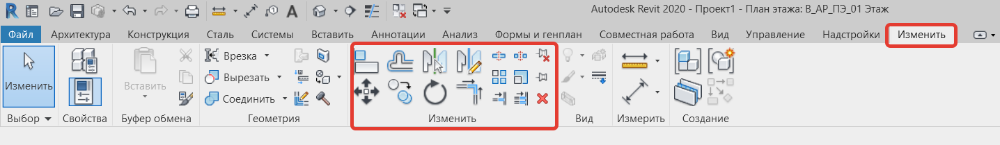 Autodesk Revit 2020 - Проект1 - План этажа: В_АР_ПЭ_01 Этаж
Файл Архитектура Конструкция Сталь Системы Вставить Аннотации Анализ Формы и генплан Совместная работа Вид Управление Надстройки Изменить
Врезка
Изменить Вставить Вырезать
Соединить
Выбор Свойства Буфер обмена Геометрия Изменить Вид Измерить Создание